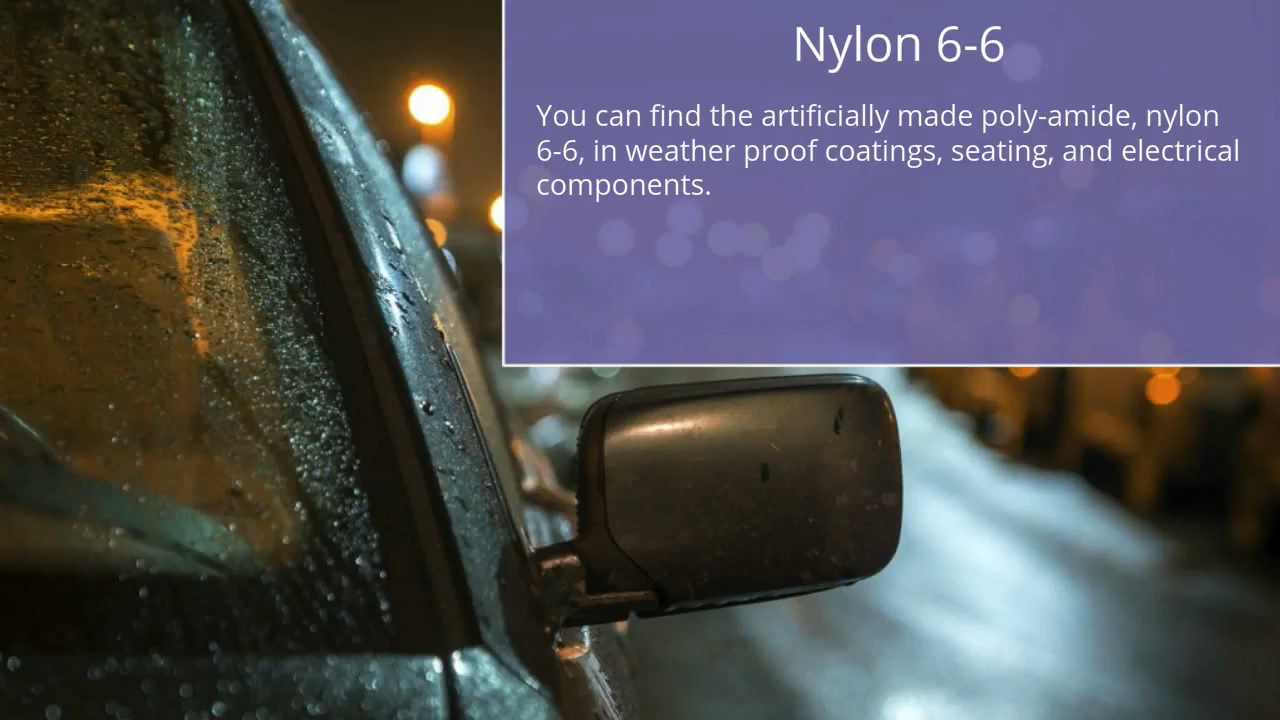 Nylon 6-6
You can find the artificially made poly-amide, nylon
6-6, in weather proof coatings, seating, and electrical
components.